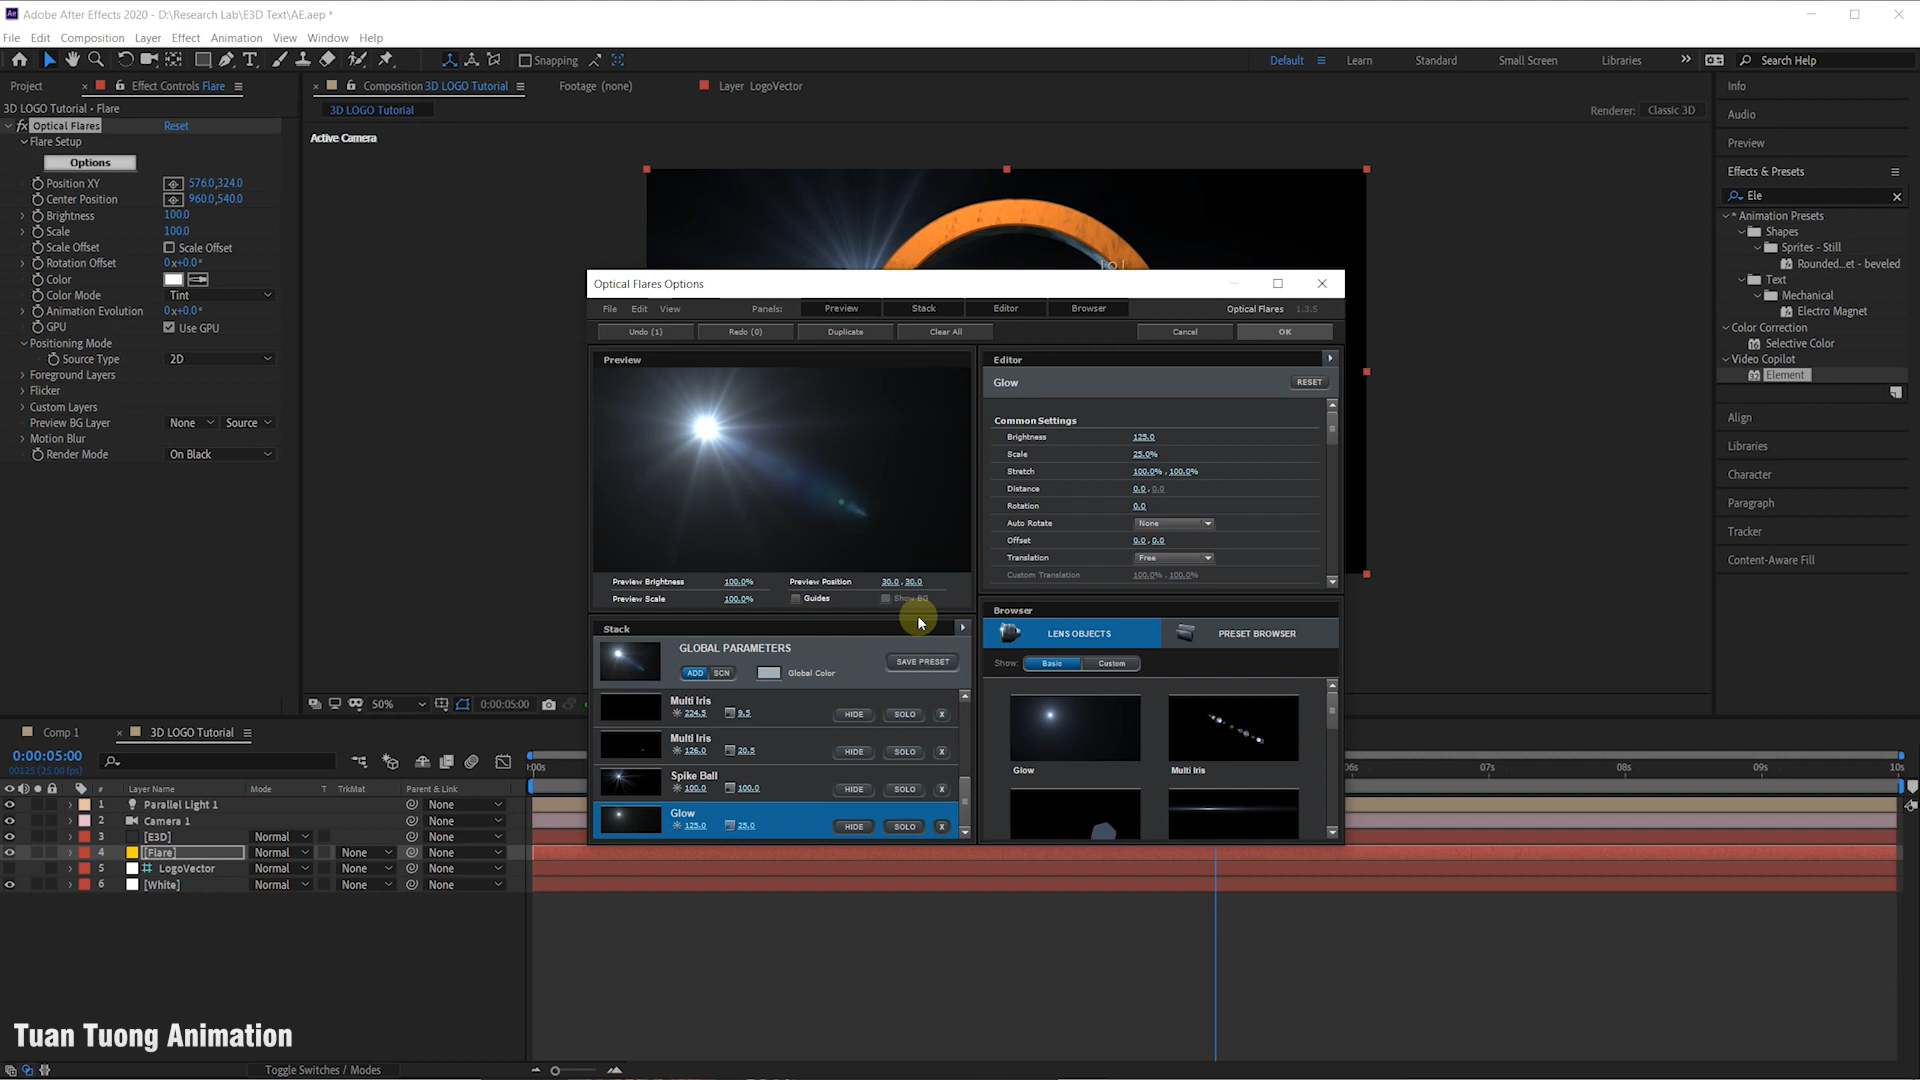 Adobe After Effects 2020 - D:\Research Lab\E3D Text\AE.aep *
File Edit Composition Layer Effect Animation View Window Help
Snapping
Default Learn Standard Small Screen Libraries Search Help
Project Effect Controls Flare Composition 3D LOGO Tutorial Footage (none) Layer LogoVector
3D LOGO Tutorial • Flare
3D LOGO Tutorial
Renderer: Classic 3D
Active Camera
fx Optical Flares Reset
Flare Setup
Options
Position XY 576.0,324.0
Center Position 960.0,540.0
Brightness 100.0
Scale 100.0
Scale Offset Scale Offset
Rotation Offset 0x+0.0°
Color
Color Mode Tint
Animation Evolution 0x+0.0°
GPU Use GPU
Positioning Mode
Source Type 2D
Foreground Layers
Flicker
Custom Layers
Preview BG Layer None Source
Motion Blur
Render Mode On Black
Optical Flares Options
File Edit View Panels: Preview Stack Editor Browser Optical Flares 1.3.5
Undo (1) Redo (0) Duplicate Clear All Cancel OK
Preview
Preview Brightness 100.0% Preview Position 30.0 , 30.0
Preview Scale 100.0% Guides Show BG
Stack
GLOBAL PARAMETERS
ADD SCN Global Color SAVE PRESET
Multi Iris
224.5 9.5 HIDE SOLO X
Multi Iris
126.0 20.5 HIDE SOLO X
Spike Ball
100.0 100.0 HIDE SOLO X
Glow
125.0 25.0 HIDE SOLO X
Editor
Glow RESET
Common Settings
Brightness 125.0
Scale 25.0%
Stretch 100.0% , 100.0%
Distance 0.0 , 0.0
Rotation 0.0
Auto Rotate None
Offset 0.0 , 0.0
Translation Free
Custom Translation 100.0% , 100.0%
Browser
LENS OBJECTS PRESET BROWSER
Show: Basic Custom
Glow Multi Iris
Info
Audio
Preview
Effects & Presets
Ele
* Animation Presets
Shapes
Sprites - Still
Rounded...et - beveled
Text
Mechanical
Electro Magnet
Color Correction
Selective Color
Video Copilot
Element
Align
Libraries
Character
Paragraph
Tracker
Content-Aware Fill
50% 0:00:05:00
Comp 1 3D LOGO Tutorial
0:00:05:00
00125 (25.00 fps)
:00s 06s 07s 08s 09s 10s
# Layer Name Mode T TrkMat Parent & Link
1 Parallel Light 1 None
2 Camera 1 None
3 [E3D] Normal None
4 [Flare] Normal None None
5 LogoVector Normal None None
6 [White] Normal None None
Tuan Tuong Animation
Toggle Switches / Modes